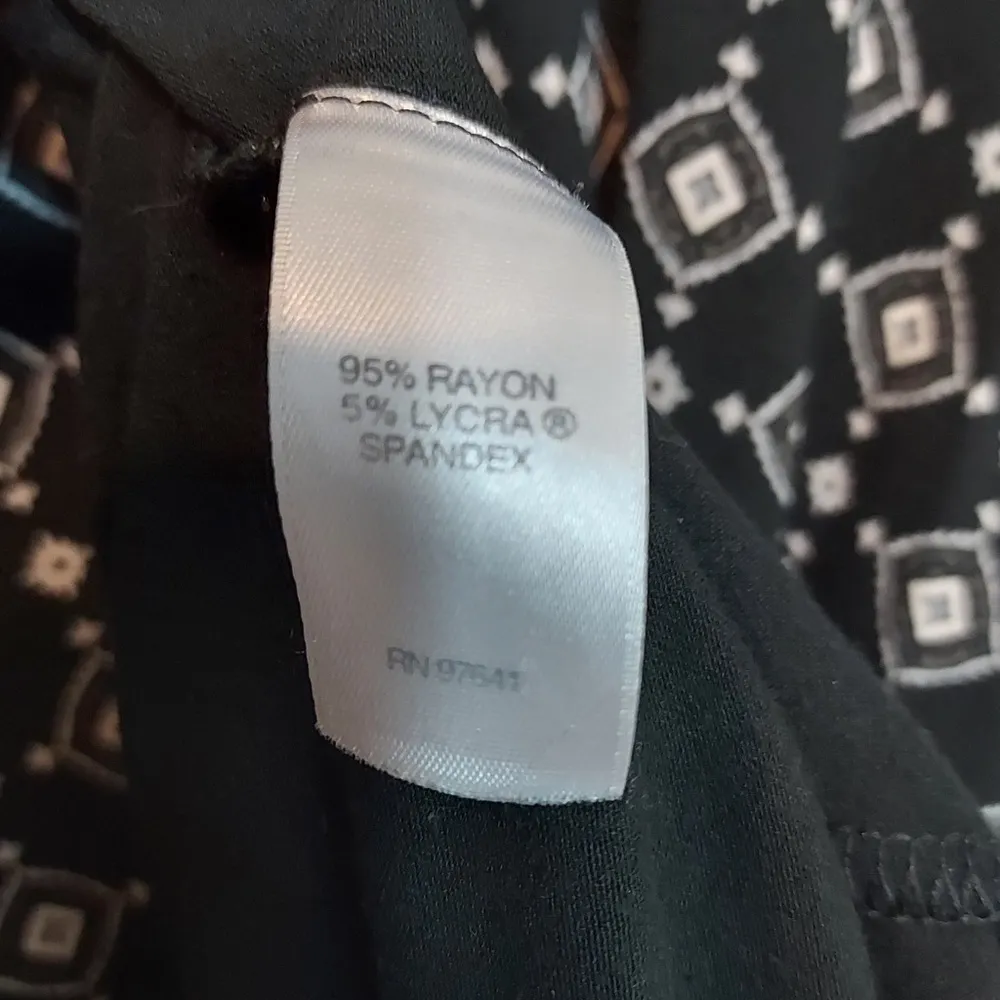 95% RAYON
5% LYCRA ®
SPANDEX
RN 97641